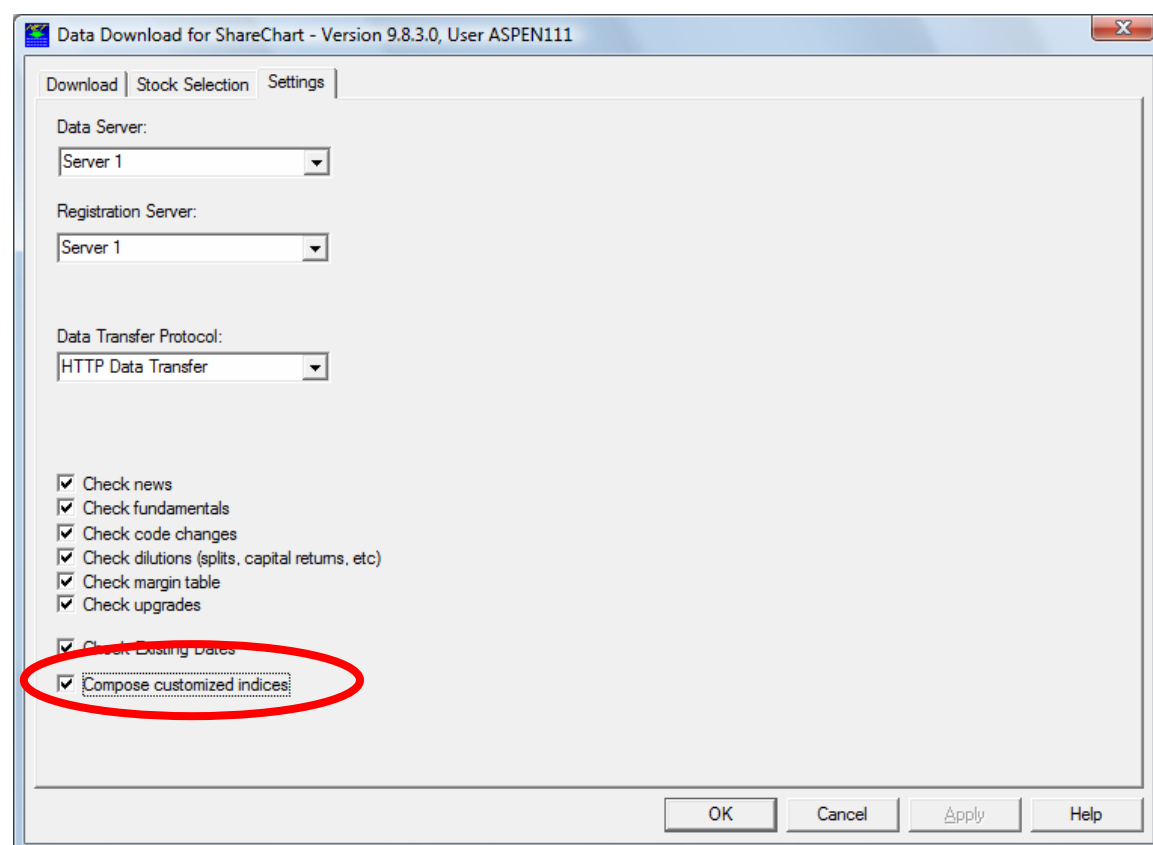 Data Download for ShareChart - Version 9.8.3.0, User ASPEN111
Download Stock Selection Settings
Data Server:
Server 1
Registration Server:
Server 1
Data Transfer Protocol:
HTTP Data Transfer
Check news
Check fundamentals
Check code changes
Check dilutions (splits, capital returns, etc)
Check margin table
Check upgrades
Check Existing Dates
Compose customized indices
OK Cancel Apply Help